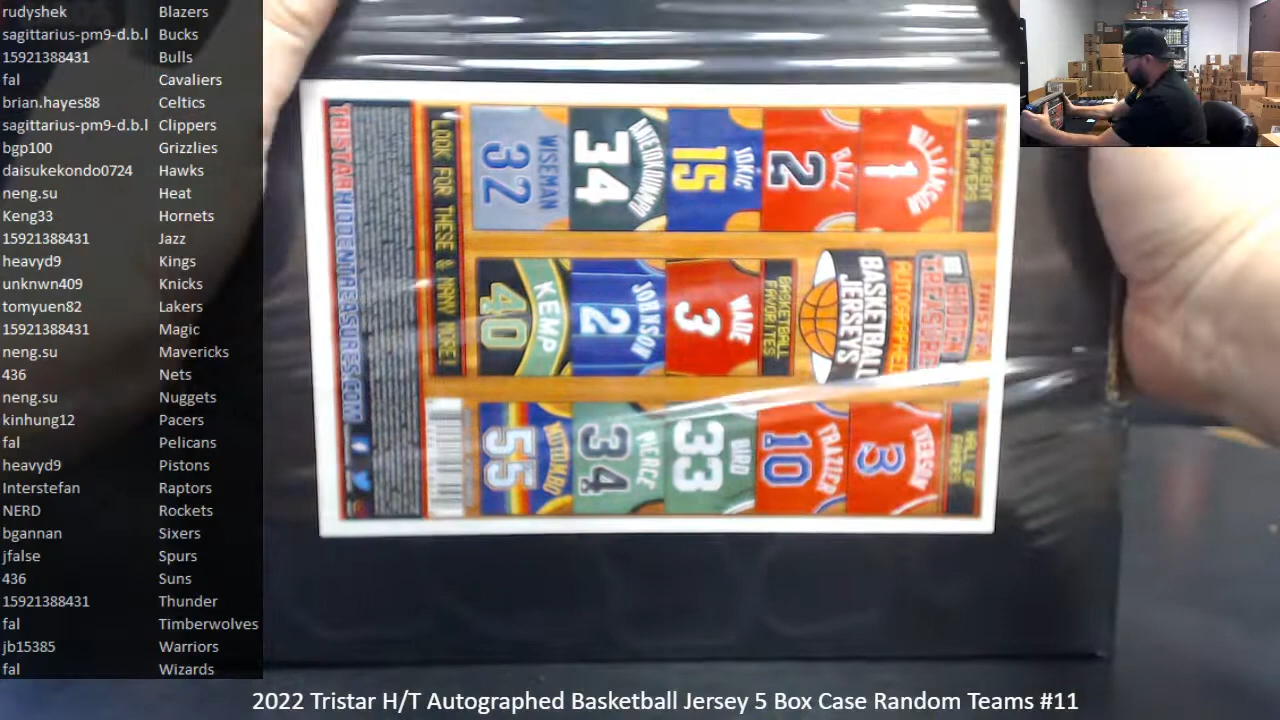 rudyshek Blazers
sagittarius-pm9-d.b.l Bucks
15921388431 Bulls
fal Cavaliers
brian.hayes88 Celtics
sagittarius-pm9-d.b.l Clippers
bgp100 Grizzlies
daisukekondo0724 Hawks
neng.su Heat
Keng33 Hornets
15921388431 Jazz
heavyd9 Kings
unknwn409 Knicks
tomyuen82 Lakers
15921388431 Magic
neng.su Mavericks
436 Nets
neng.su Nuggets
kinhung12 Pacers
fal Pelicans
heavyd9 Pistons
Interstefan Raptors
NERD Rockets
bgannan Sixers
jfalse Spurs
436 Suns
15921388431 Thunder
fal Timberwolves
jb15385 Warriors
fal Wizards
TRISTAR
HIDDEN
TREASURES
AUTOGRAPHED
BASKETBALL
JERSEYS
CURRENT
PLAYERS
WILLIAMSON
1
BALL
2
JOKIC
15
ANTETOKOUNMPO
34
WISEMAN
32
BASKETBALL
FAVORITES
WADE
3
JOHNSON
2
KEMP
40
HALL OF
FAMERS
IVERSON
3
FRAZIER
10
BIRD
33
PIERCE
34
MUTOMBO
55
LOOK FOR THESE & MANY MORE!
TRISTARHIDDENTREASURES.COM
2022 Tristar H/T Autographed Basketball Jersey 5 Box Case Random Teams #11